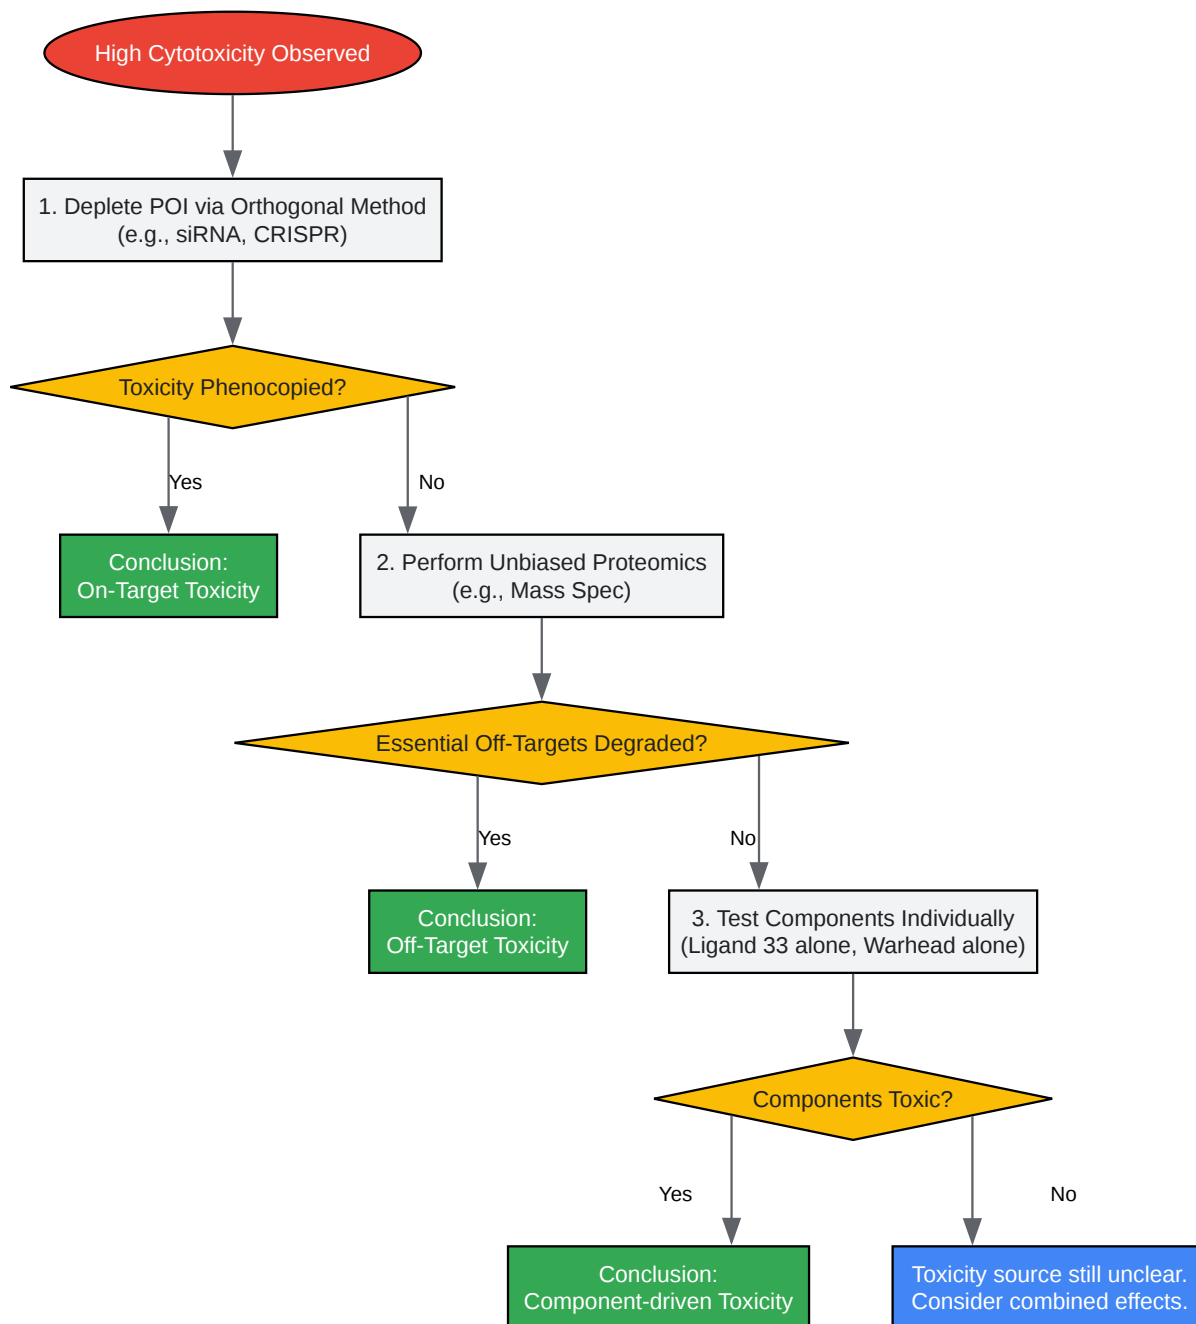 High Cytotoxicity Observed
1. Deplete POI via Orthogonal Method
(e.g., siRNA, CRISPR)
Toxicity Phenocopied?
Yes
No
Conclusion:
On-Target Toxicity
2. Perform Unbiased Proteomics
(e.g., Mass Spec)
Essential Off-Targets Degraded?
Yes
No
Conclusion:
Off-Target Toxicity
3. Test Components Individually
(Ligand 33 alone, Warhead alone)
Components Toxic?
Yes
No
Conclusion:
Component-driven Toxicity
Toxicity source still unclear.
Consider combined effects.